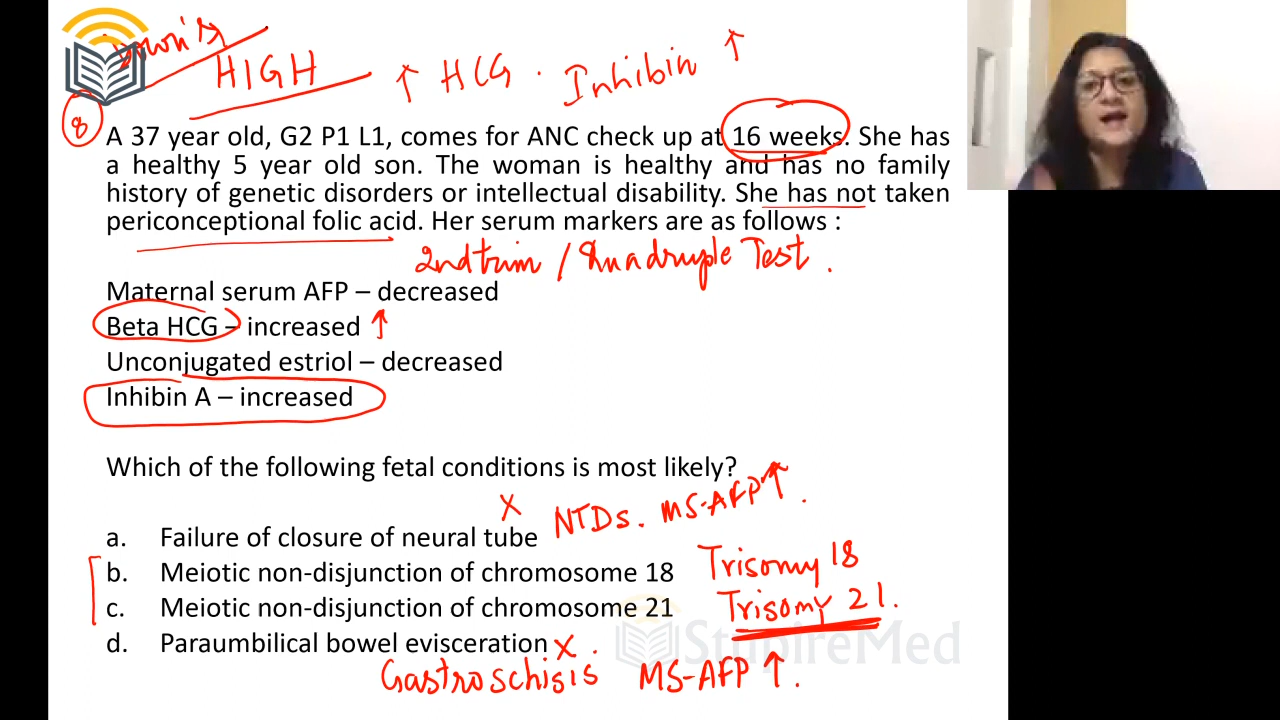 Down's
HIGH ↑ HCG . Inhibin ↑
8
A 37 year old, G2 P1 L1, comes for ANC check up at 16 weeks. She has
a healthy 5 year old son. The woman is healthy and has no family
history of genetic disorders or intellectual disability. She has not taken
periconceptional folic acid. Her serum markers are as follows :
2nd trim / Quadruple Test .
Maternal serum AFP – decreased
Beta HCG – increased ↑
Unconjugated estriol – decreased
Inhibin A – increased
Which of the following fetal conditions is most likely?
a. Failure of closure of neural tube X NTDs. MS-AFP ↑ .
b. Meiotic non-disjunction of chromosome 18 Trisomy 18
c. Meiotic non-disjunction of chromosome 21 Trisomy 21.
d. Paraumbilical bowel evisceration X .
StupireMed
Gastroschisis MS-AFP ↑ .